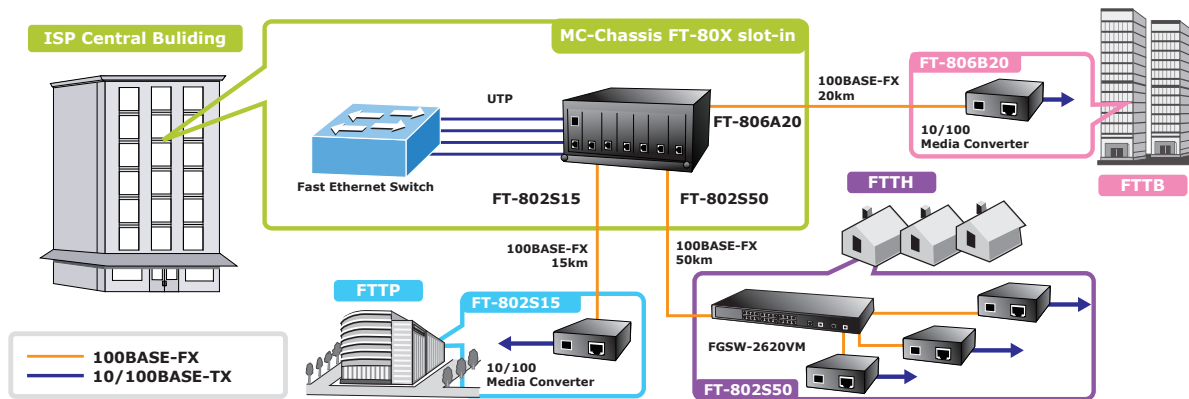 ISP Central Buliding
MC-Chassis FT-80X slot-in
UTP
Fast Ethernet Switch
FT-806A20
FT-802S15
FT-802S50
100BASE-FX
20km
FT-806B20
10/100
Media Converter
FTTB
FTTH
100BASE-FX
15km
100BASE-FX
50km
FTTP
FT-802S15
10/100
Media Converter
FGSW-2620VM
FT-802S50
100BASE-FX
10/100BASE-TX